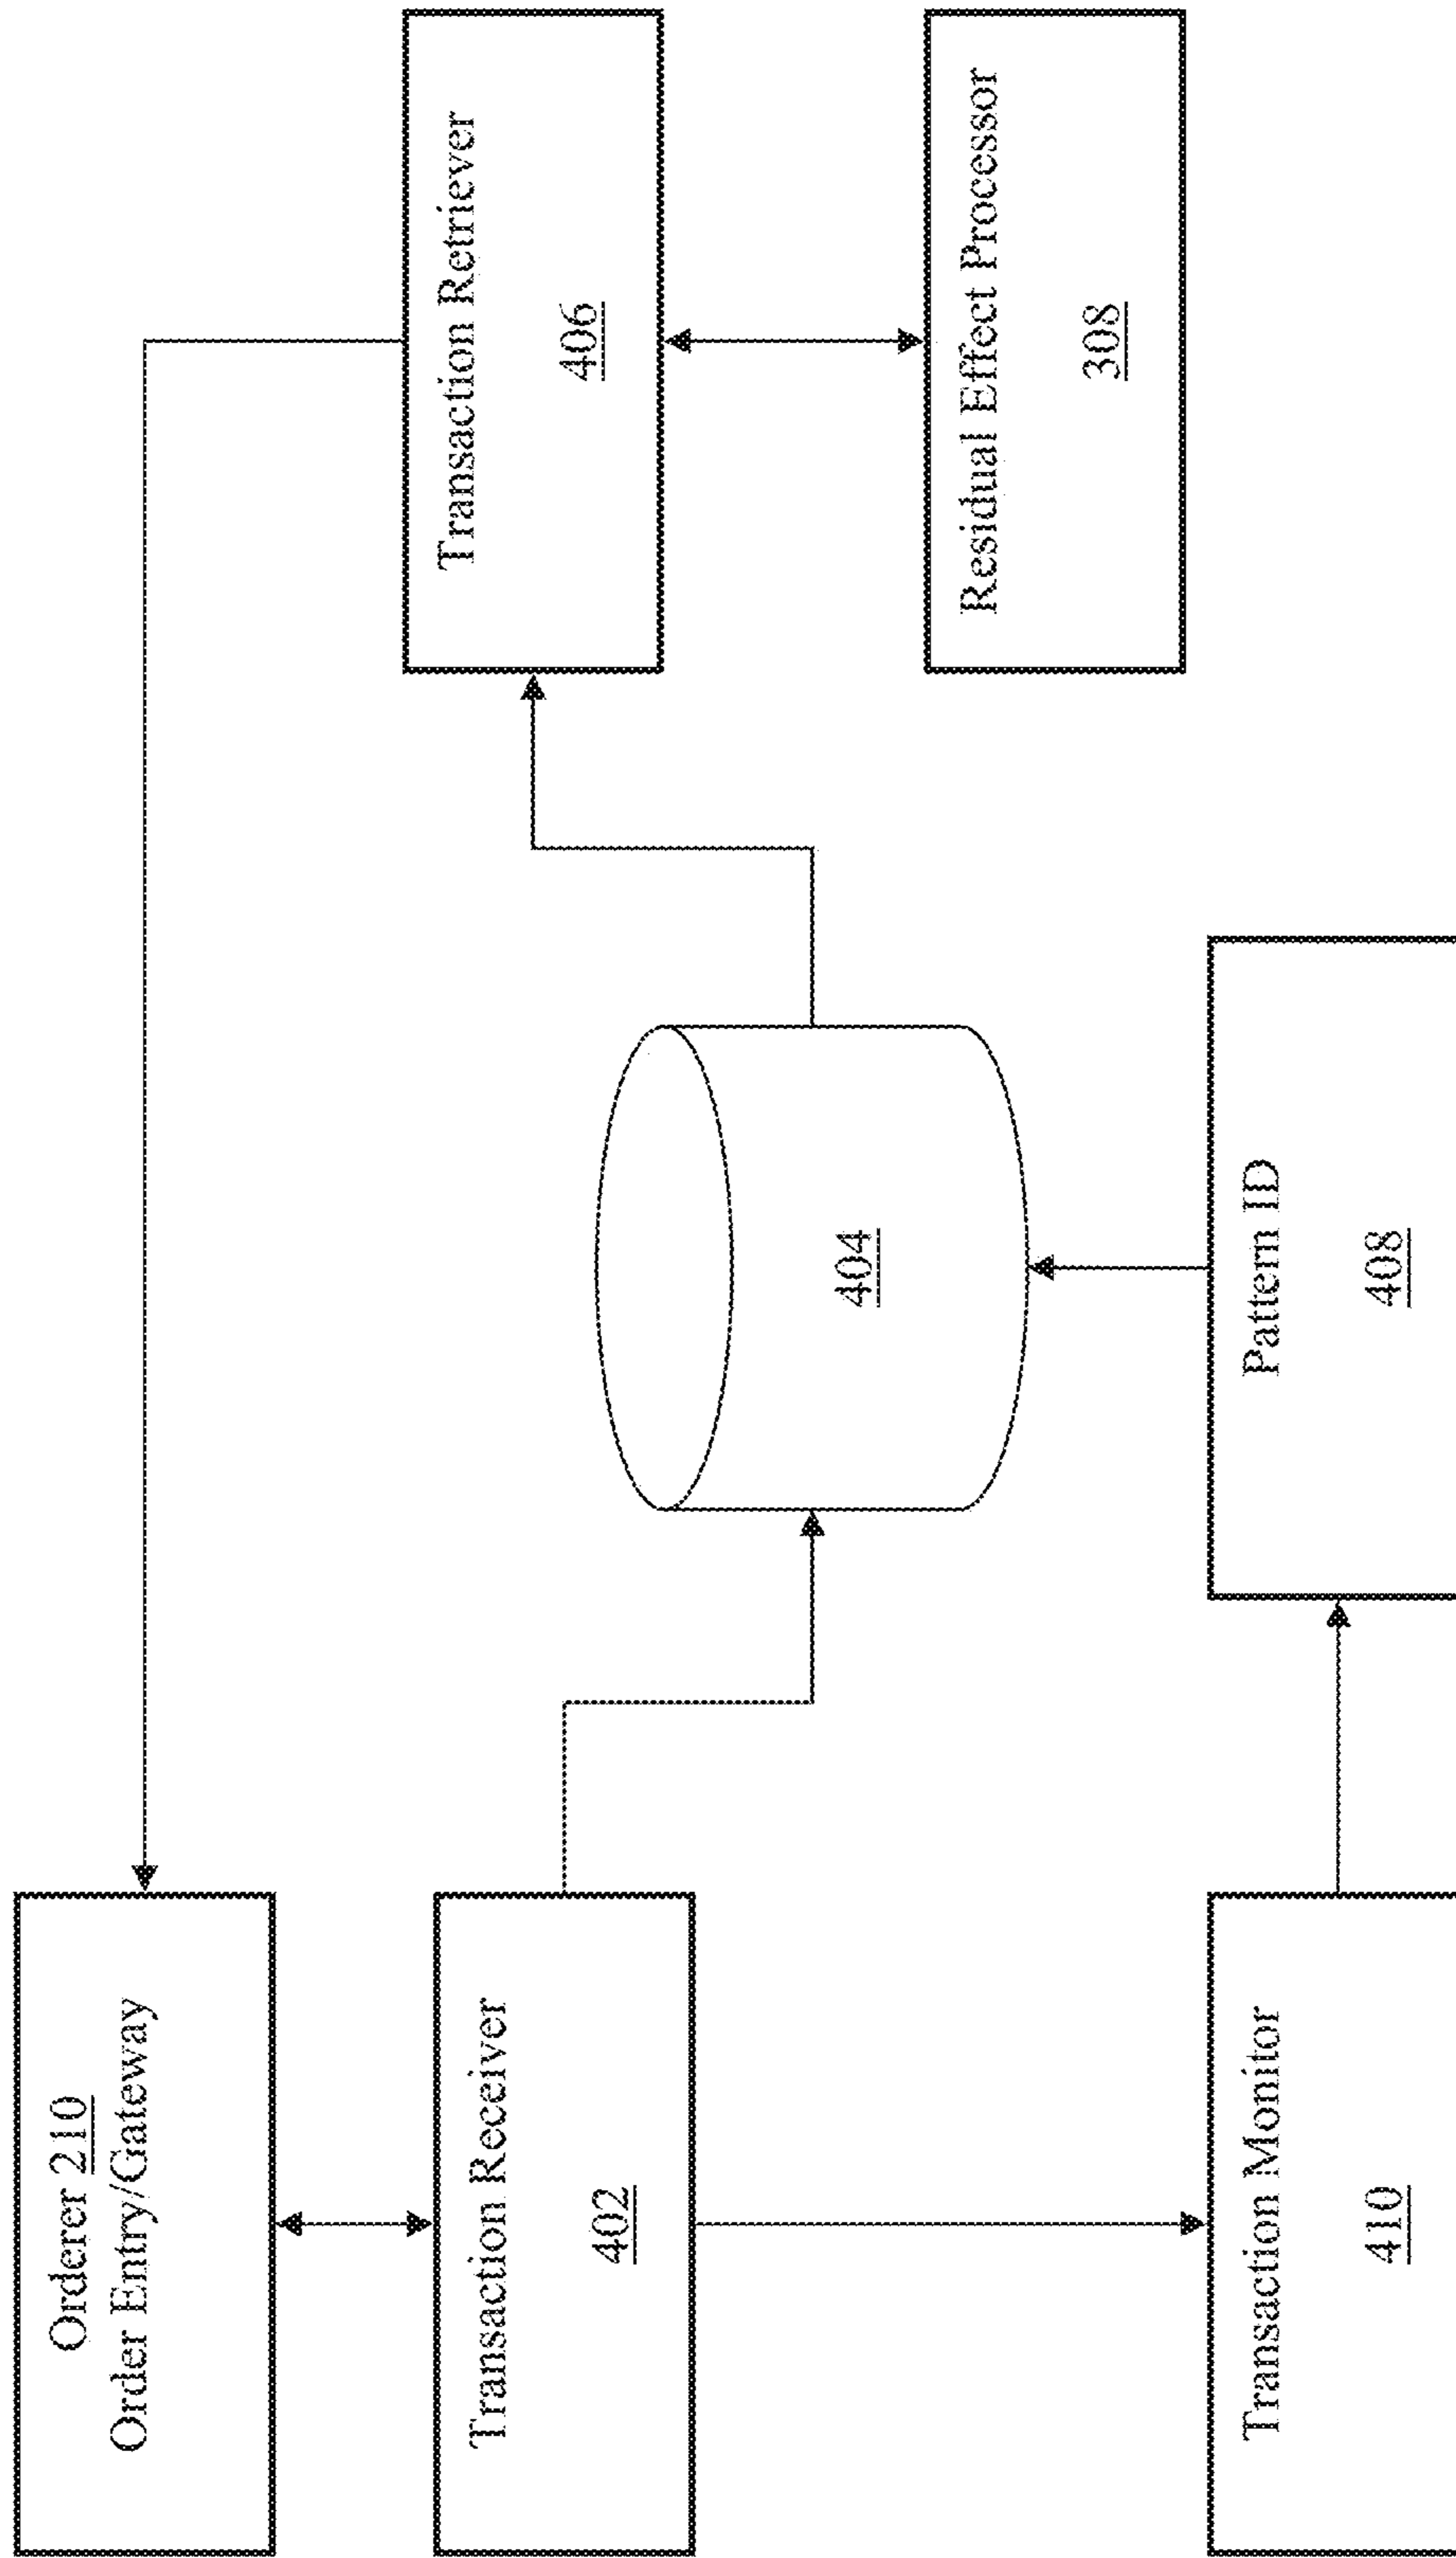 Orderer 210
Order Entry/Gateway
Transaction Receiver
402
Transaction Monitor
410
404
Pattern ID
408
Transaction Retriever
406
Residual Effect Processor
308